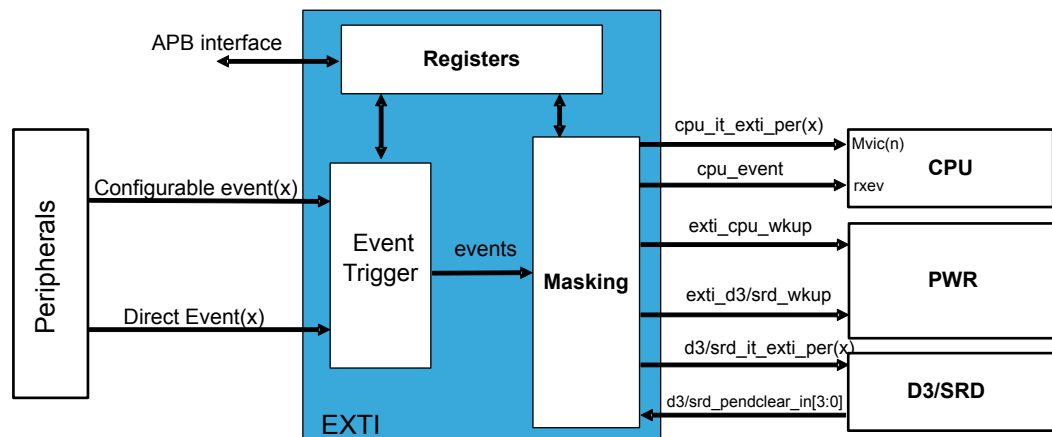 APB interface
Registers
cpu_it_exti_per(x)
Mvic(n)
CPU
cpu_event
rxev
Peripherals
Configurable event(x)
exti_cpu_wkup
Event
Trigger
events
Masking
PWR
Direct Event(x)
exti_d3/srd_wkup
d3/srd_it_exti_per(x)
D3/SRD
d3/srd_pendclear_in[3:0]
EXTI